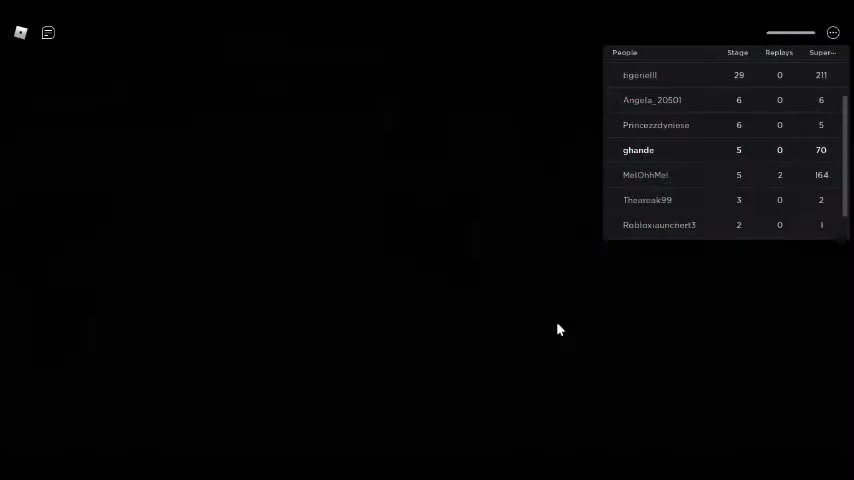 People Stage Replays Super...
tigerielll 29 0 211
Angela_20501 6 0 6
Princezzdyniese 6 0 5
ghande 5 0 70
MelOhhMel 5 2 164
Theareak99 3 0 2
2 0 1